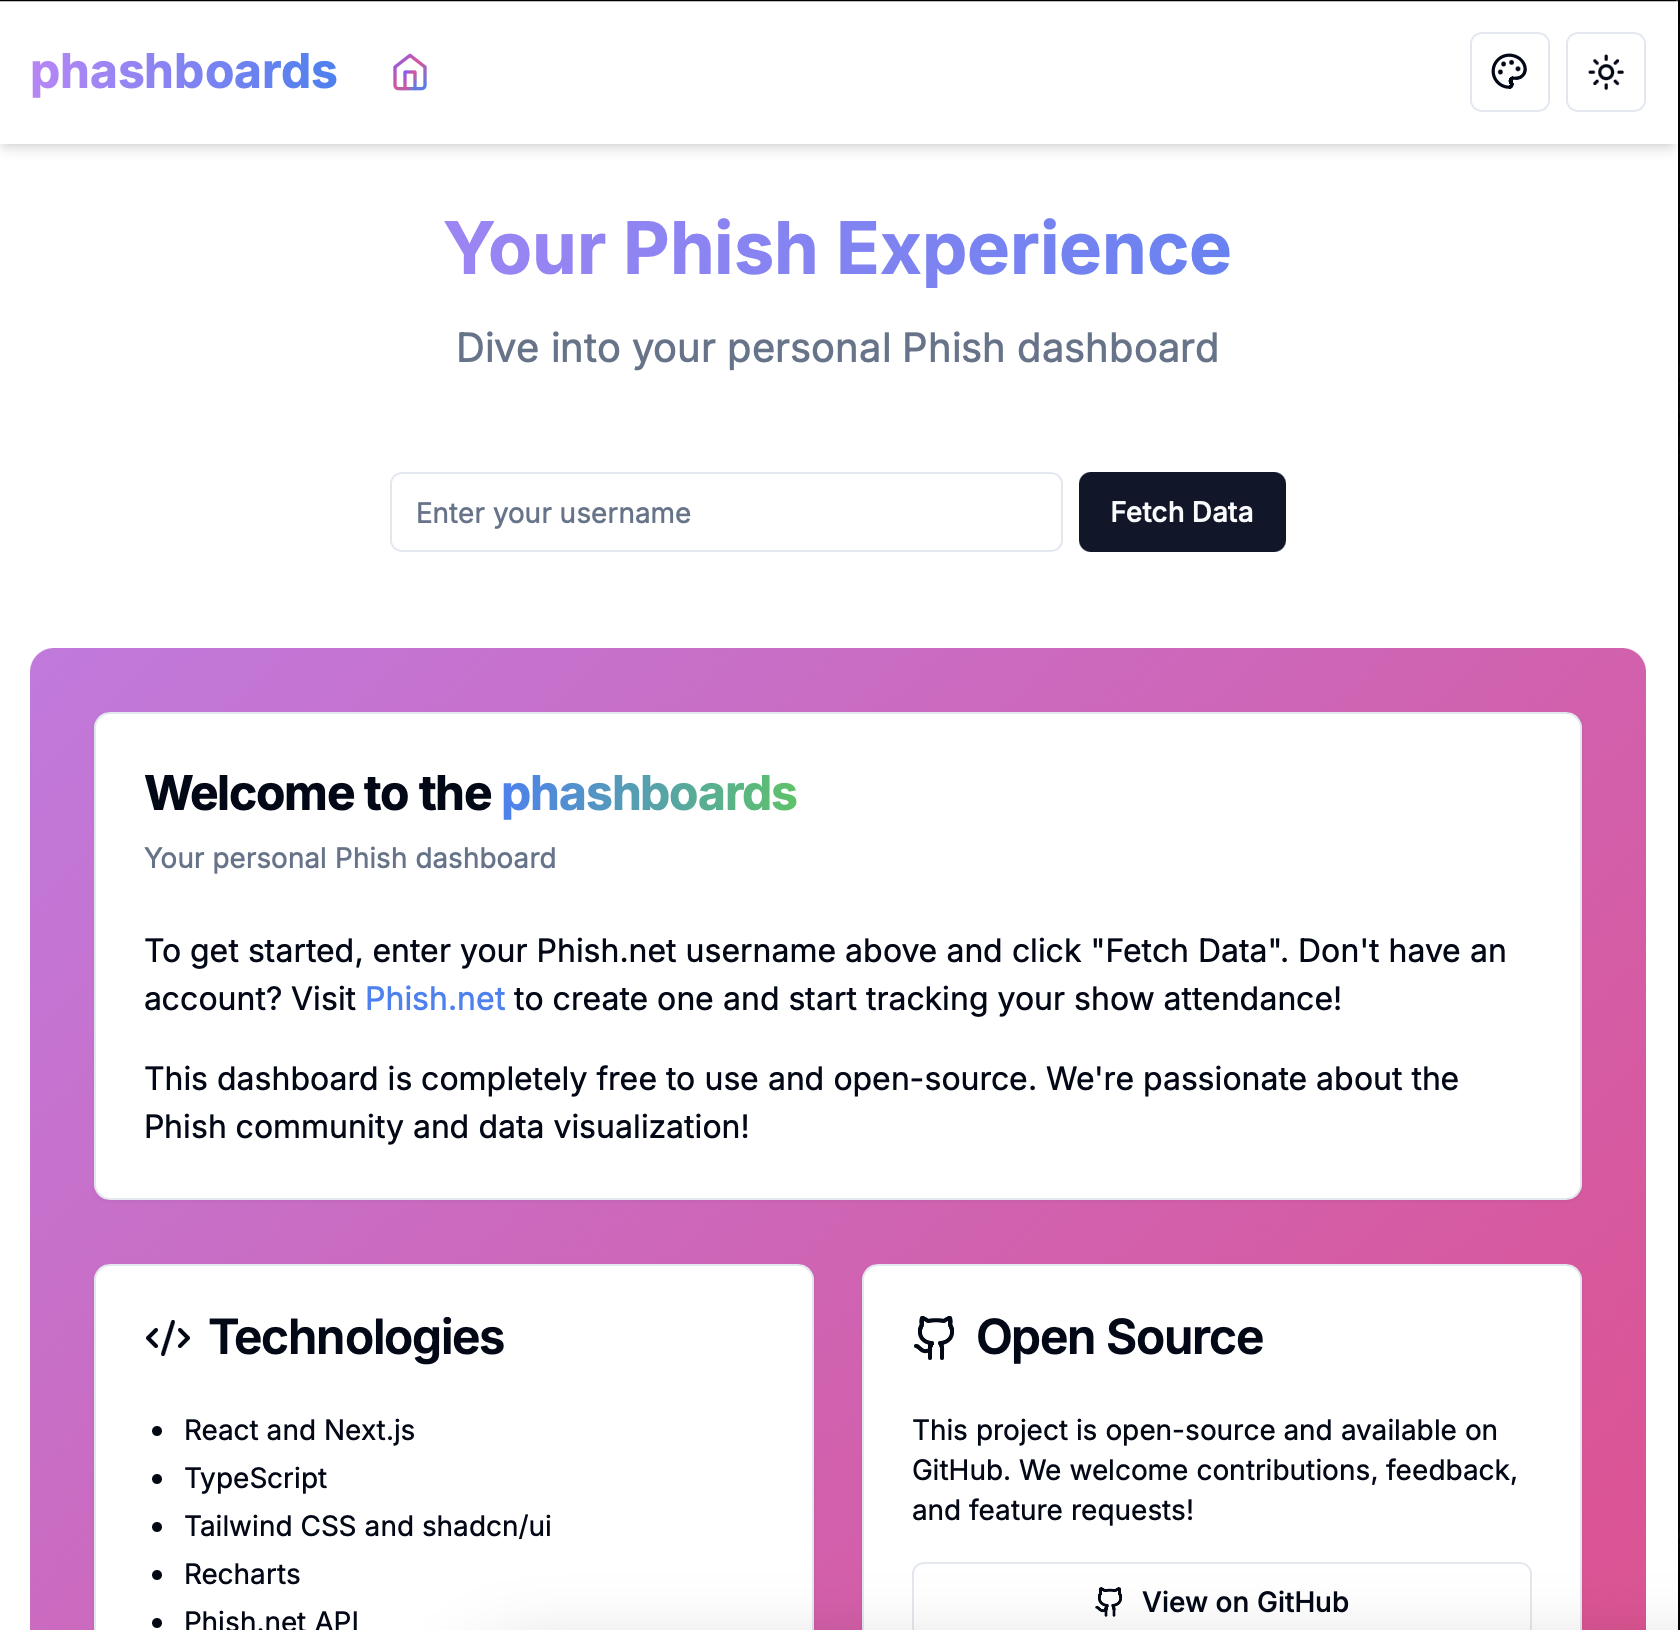 phashboards
Your Phish Experience
Dive into your personal Phish dashboard
Enter your username
Fetch Data
Welcome to the phashboards
Your personal Phish dashboard
To get started, enter your Phish.net username above and click "Fetch Data". Don't have an
account? Visit Phish.net to create one and start tracking your show attendance!
This dashboard is completely free to use and open-source. We're passionate about the
Phish community and data visualization!
Technologies
• React and Next.js
• TypeScript
• Tailwind CSS and shadcn/ui
• Recharts
• Phish.net API
Open Source
This project is open-source and available on
GitHub. We welcome contributions, feedback,
and feature requests!
View on GitHub